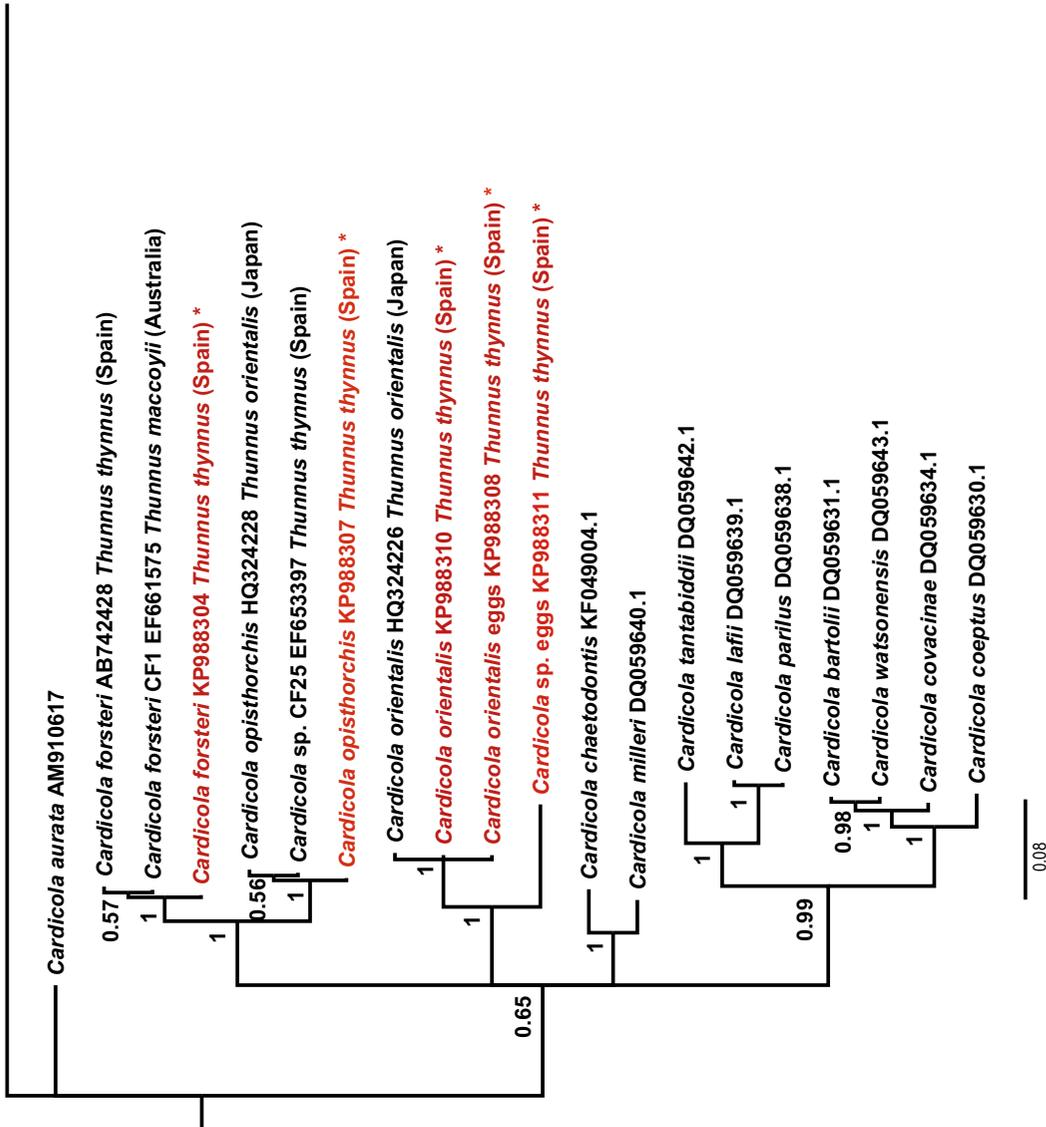 Cardicola aurata AM910617
Cardicola forsteri AB742428 Thunnus thynnus (Spain)
0.57
Cardicola forsteri CF1 EF661575 Thunnus maccoyii (Australia)
1
Cardicola forsteri KP988304 Thunnus thynnus (Spain) *
1
Cardicola opisthorchis HQ324228 Thunnus orientalis (Japan)
0.56
Cardicola sp. CF25 EF653397 Thunnus thynnus (Spain)
1
Cardicola opisthorchis KP988307 Thunnus thynnus (Spain) *
Cardicola orientalis HQ324226 Thunnus orientalis (Japan)
1
Cardicola orientalis KP988310 Thunnus thynnus (Spain) *
1
Cardicola orientalis eggs KP988308 Thunnus thynnus (Spain) *
0.65
Cardicola sp. eggs KP988311 Thunnus thynnus (Spain) *
Cardicola chaetodontis KF049004.1
1
Cardicola milleri DQ059640.1
Cardicola tantabiddii DQ059642.1
1
Cardicola lafii DQ059639.1
1
Cardicola parilus DQ059638.1
0.99
Cardicola bartolii DQ059631.1
0.98
Cardicola watsonensis DQ059643.1
1
Cardicola covacinae DQ059634.1
1
Cardicola coeptus DQ059630.1
0.08